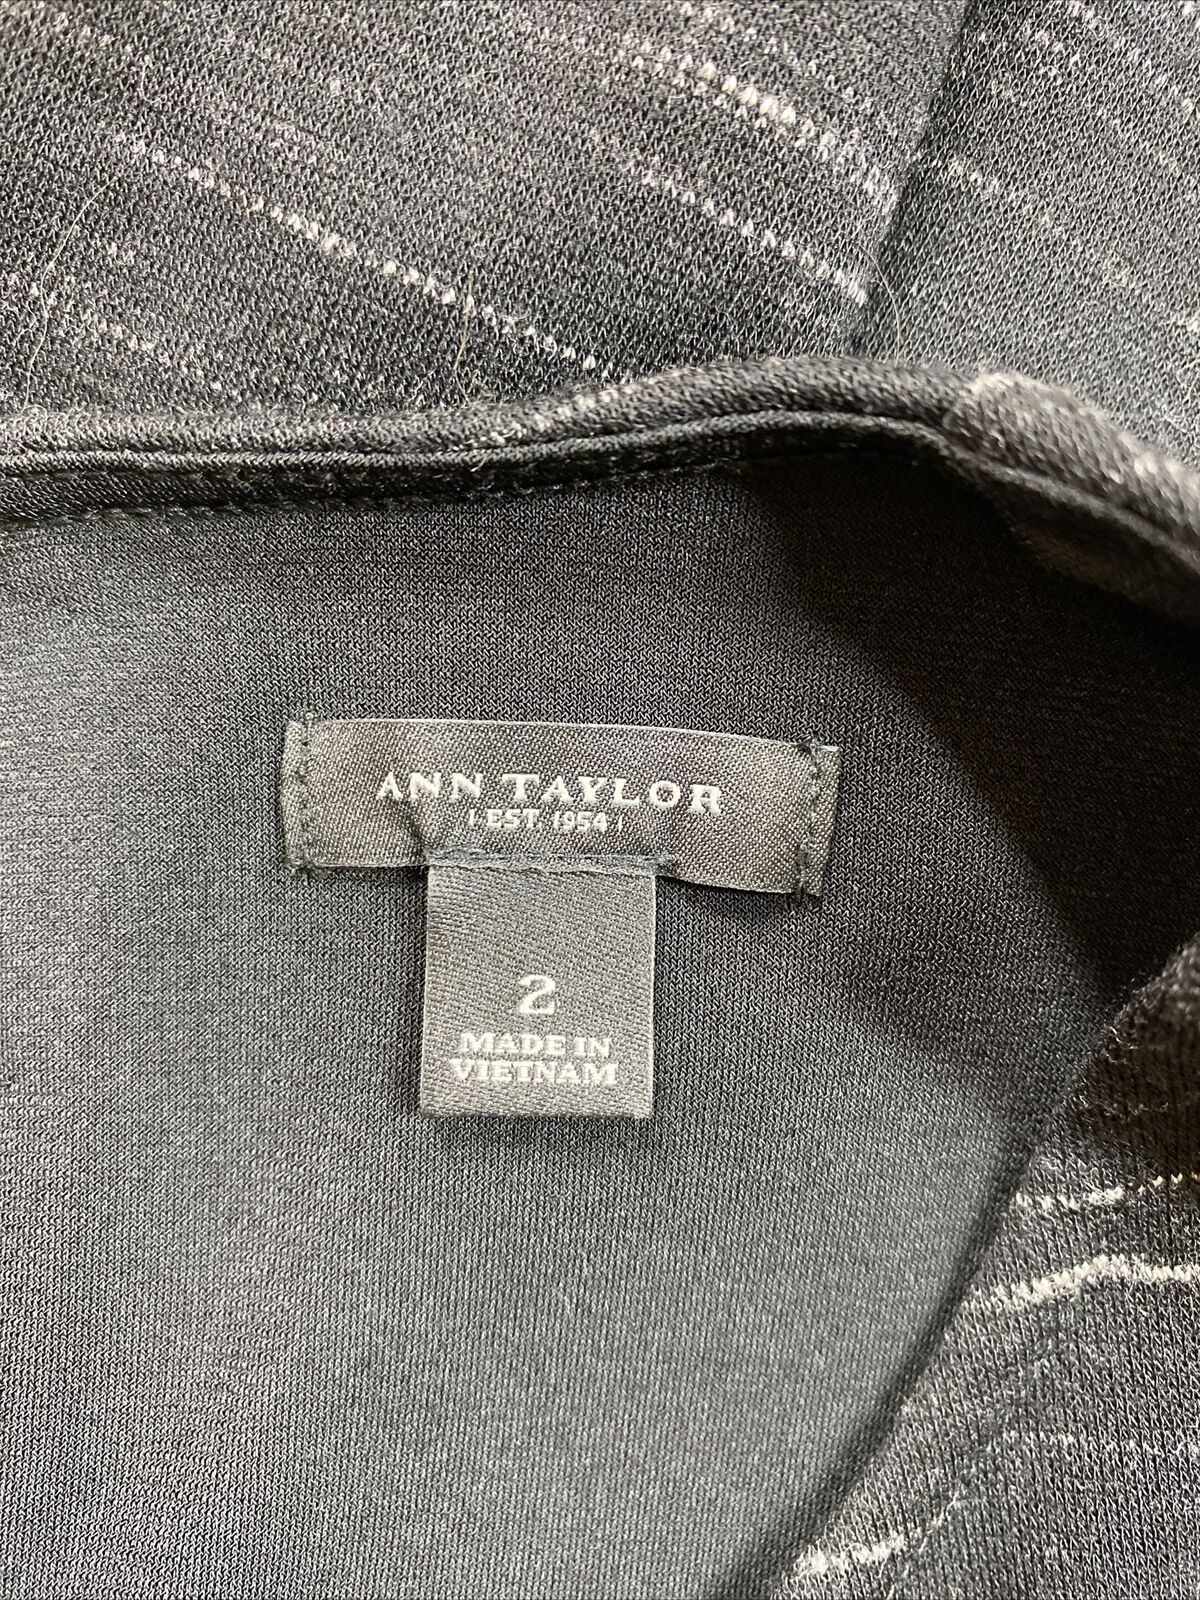 ANN TAYLOR
| EST. 1954 |
2
MADE IN
VIETNAM